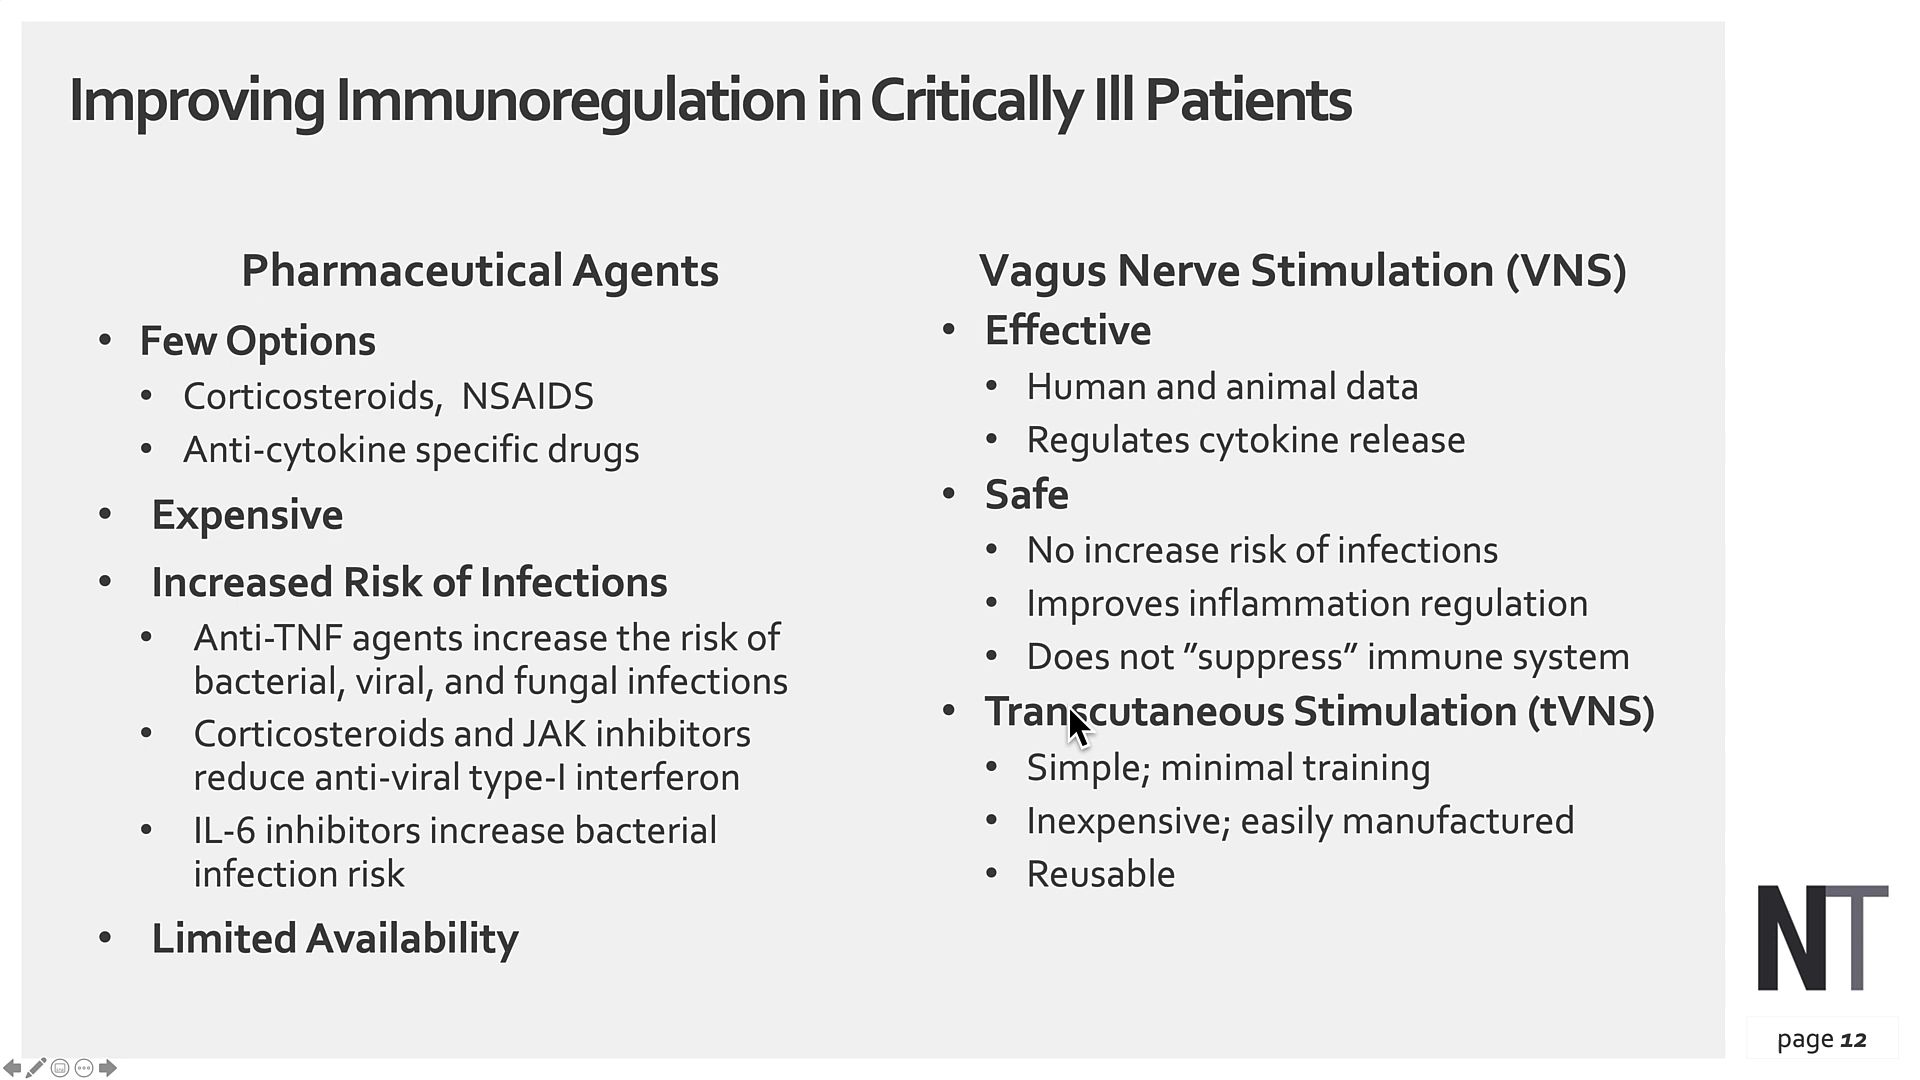 Improving Immunoregulation in Critically Ill Patients
Pharmaceutical Agents
• Few Options
• Corticosteroids, NSAIDS
• Anti-cytokine specific drugs
• Expensive
• Increased Risk of Infections
• Anti-TNF agents increase the risk of
bacterial, viral, and fungal infections
• Corticosteroids and JAK inhibitors
reduce anti-viral type-I interferon
• IL-6 inhibitors increase bacterial
infection risk
• Limited Availability
Vagus Nerve Stimulation (VNS)
• Effective
• Human and animal data
• Regulates cytokine release
• Safe
• No increase risk of infections
• Improves inflammation regulation
• Does not ”suppress” immune system
• Transcutaneous Stimulation (tVNS)
• Simple; minimal training
• Inexpensive; easily manufactured
• Reusable
NT
page 12